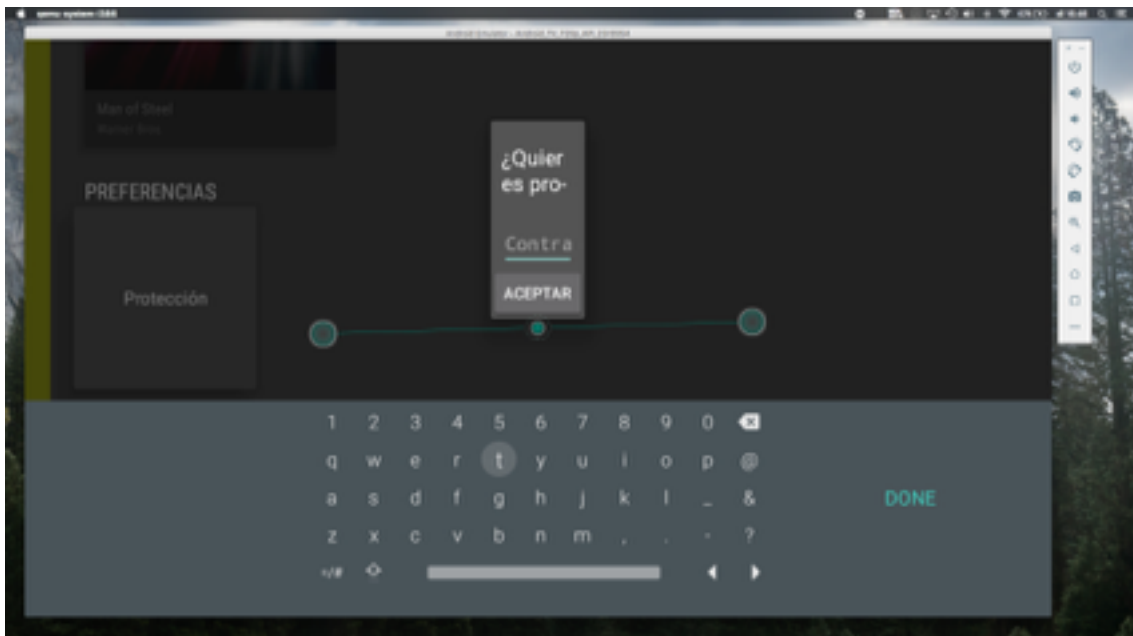 Man of Steel
PREFERENCIAS
Protección
¿Quier
es pro-
Contra
ACEPTAR
1 2 3 4 5 6 7 8 9 0
q w e r t y u i o p @
a s d f g h j k l _ &
z x c v b n m , . - ?
DONE